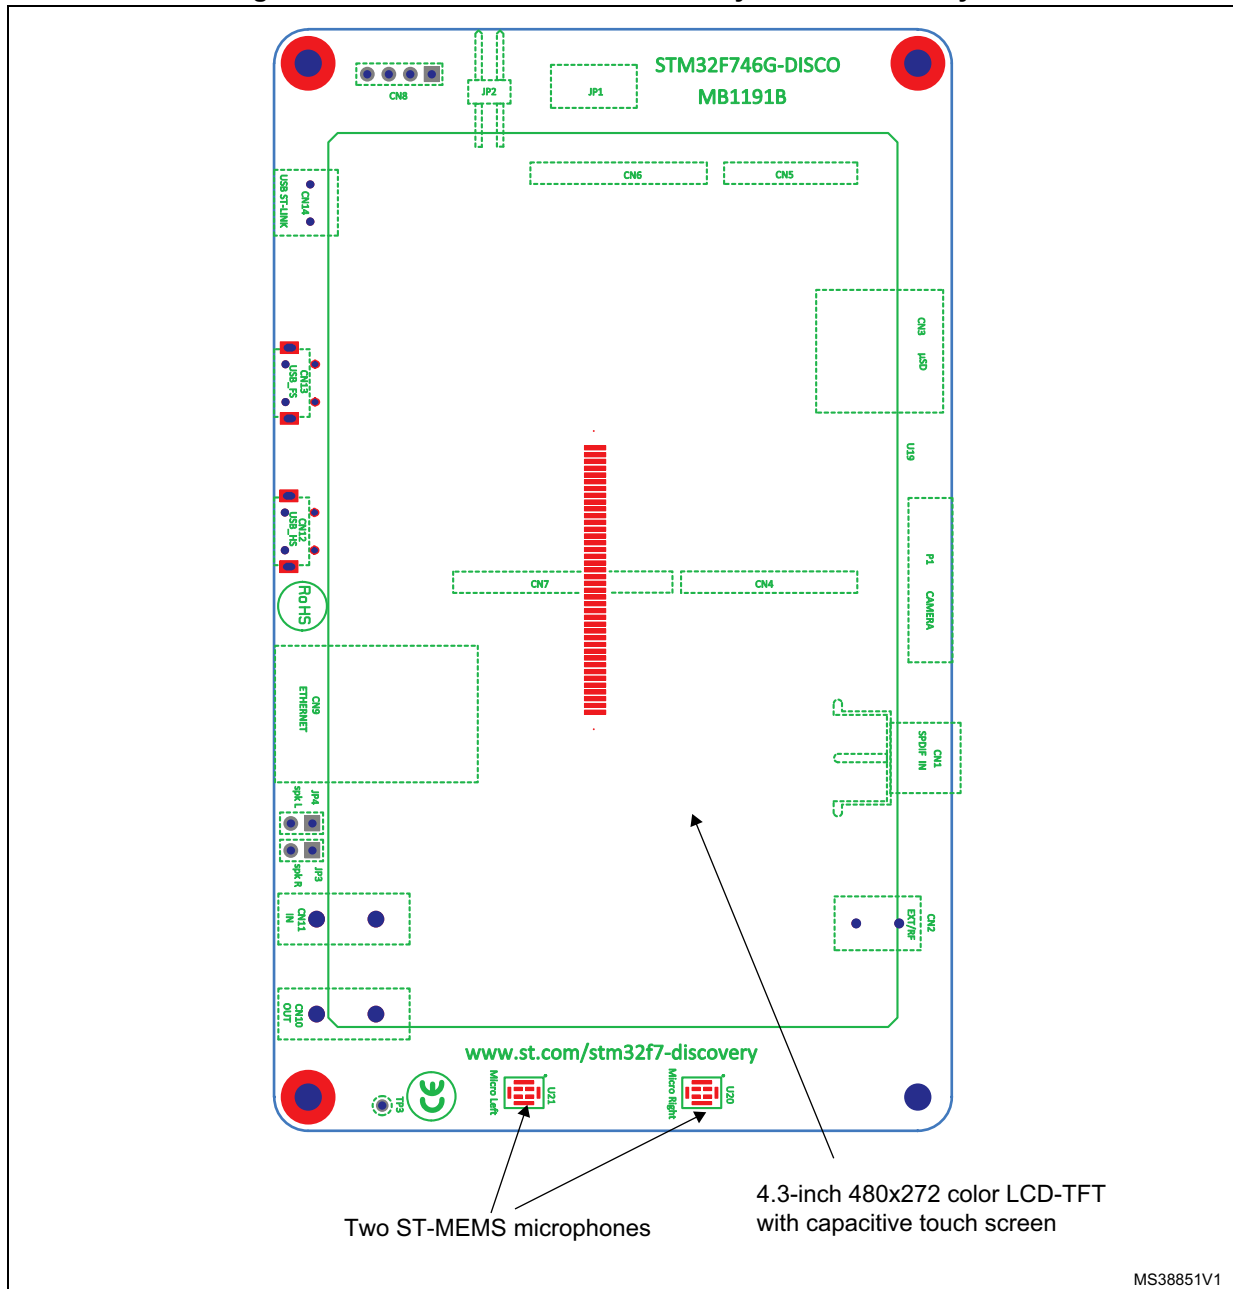 STM32F746G-DISCO
MB1191B
CN8
JP2
JP1
CN6
CN5
CN14
USB ST-LINK
CN3 µSD
CN13
USB_FS
U19
CN12
USB_HS
P1 CAMERA
CN7
CN4
RoHS
CN9
ETHERNET
CN1
SPDIF IN
JP4
spk L
JP3
spk R
CN11
IN
CN2
EXT/RF
CN10
OUT
www.st.com/stm32f7-discovery
TP3
CE
Micro Left
U21
Micro Right
U20
Two ST-MEMS microphones
4.3-inch 480x272 color LCD-TFT
with capacitive touch screen
MS38851V1